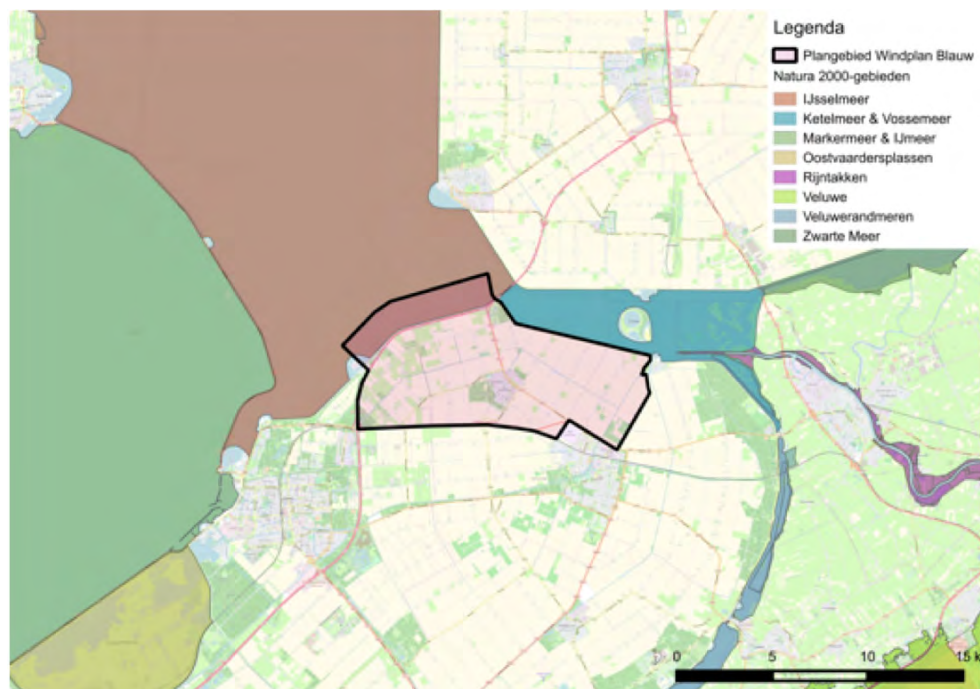 Legenda
Plangebied Windplan Blauw
Natura 2000-gebieden
IJsselmeer
Ketelmeer & Vossemeer
Markermeer & IJmeer
Oostvaardersplassen
Rijntakken
Veluwe
Veluwerandmeren
Zwarte Meer
0 5 10 15 k